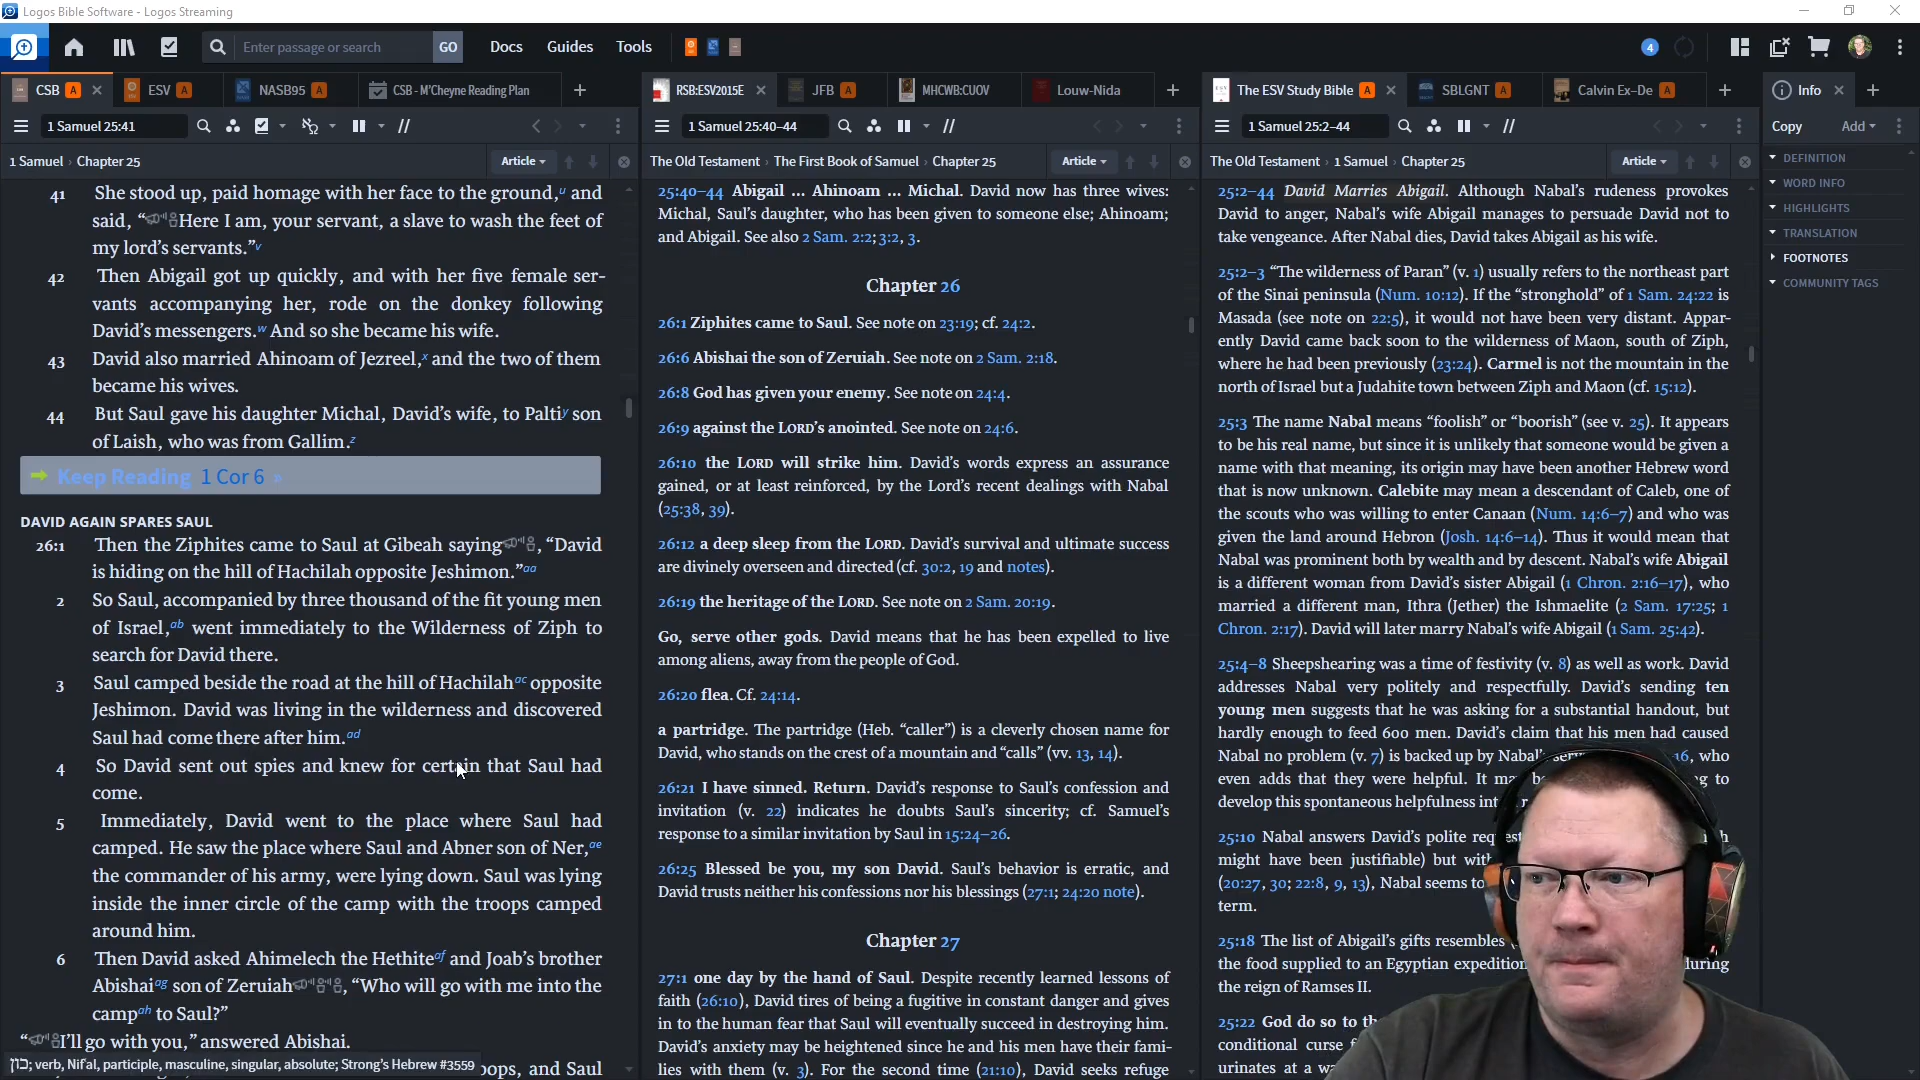 Logos Bible Software - Logos Streaming
Enter passage or search
GO
Docs
Guides
Tools
4
CSB A
ESV A
NASB95 A
CSB - M'Cheyne Reading Plan
RSB:ESV2015E
JFB A
MHCWB:CUOV
Louw-Nida
The ESV Study Bible A
SBLGNT A
Calvin Ex–De A
Info
1 Samuel 25:41
1 Samuel 25:40–44
1 Samuel 25:2–44
Copy
Add
1 Samuel › Chapter 25
Article
The Old Testament › The First Book of Samuel › Chapter 25
Article
The Old Testament › 1 Samuel › Chapter 25
Article
41 She stood up, paid homage with her face to the ground,u and
said, “Here I am, your servant, a slave to wash the feet of
my lord’s servants.”v
42 Then Abigail got up quickly, and with her five female ser-
vants accompanying her, rode on the donkey following
David’s messengers.w And so she became his wife.
43 David also married Ahinoam of Jezreel,x and the two of them
became his wives.
44 But Saul gave his daughter Michal, David’s wife, to Paltiy son
of Laish, who was from Gallim.z
Keep Reading 1 Cor 6 »
DAVID AGAIN SPARES SAUL
26:1 Then the Ziphites came to Saul at Gibeah saying, “David
is hiding on the hill of Hachilah opposite Jeshimon.”aa
2 So Saul, accompanied by three thousand of the fit young men
of Israel,ab went immediately to the Wilderness of Ziph to
search for David there.
3 Saul camped beside the road at the hill of Hachilahac opposite
Jeshimon. David was living in the wilderness and discovered
Saul had come there after him.ad
4 So David sent out spies and knew for certain that Saul had
come.
5 Immediately, David went to the place where Saul had
camped. He saw the place where Saul and Abner son of Ner,ae
the commander of his army, were lying down. Saul was lying
inside the inner circle of the camp with the troops camped
around him.
6 Then David asked Ahimelech the Hethiteaf and Joab’s brother
Abishaiag son of Zeruiah, “Who will go with me into the
campah to Saul?”
“I’ll go with you,” answered Abishai.
כון; verb, Nif'al, participle, masculine, singular, absolute; Strong's Hebrew #3559
oops, and Saul
25:40–44 Abigail ... Ahinoam ... Michal. David now has three wives:
Michal, Saul’s daughter, who has been given to someone else; Ahinoam;
and Abigail. See also 2 Sam. 2:2; 3:2, 3.
Chapter 26
26:1 Ziphites came to Saul. See note on 23:19; cf. 24:2.
26:6 Abishai the son of Zeruiah. See note on 2 Sam. 2:18.
26:8 God has given your enemy. See note on 24:4.
26:9 against the LORD’s anointed. See note on 24:6.
26:10 the LORD will strike him. David’s words express an assurance
gained, or at least reinforced, by the Lord’s recent dealings with Nabal
(25:38, 39).
26:12 a deep sleep from the LORD. David’s survival and ultimate success
are divinely overseen and directed (cf. 30:2, 19 and notes).
26:19 the heritage of the LORD. See note on 2 Sam. 20:19.
Go, serve other gods. David means that he has been expelled to live
among aliens, away from the people of God.
26:20 flea. Cf. 24:14.
a partridge. The partridge (Heb. “caller”) is a cleverly chosen name for
David, who stands on the crest of a mountain and “calls” (vv. 13, 14).
26:21 I have sinned. Return. David’s response to Saul’s confession and
invitation (v. 22) indicates he doubts Saul’s sincerity; cf. Samuel’s
response to a similar invitation by Saul in 15:24–26.
26:25 Blessed be you, my son David. Saul’s behavior is erratic, and
David trusts neither his confessions nor his blessings (27:1; 24:20 note).
Chapter 27
27:1 one day by the hand of Saul. Despite recently learned lessons of
faith (26:10), David tires of being a fugitive in constant danger and gives
in to the human fear that Saul will eventually succeed in destroying him.
David’s anxiety may be heightened since he and his men have their fami-
lies with them (v. 3). For the second time (21:10), David seeks refuge
25:2–44 David Marries Abigail. Although Nabal’s rudeness provokes
David to anger, Nabal’s wife Abigail manages to persuade David not to
take vengeance. After Nabal dies, David takes Abigail as his wife.
25:2–3 “The wilderness of Paran” (v. 1) usually refers to the northeast part
of the Sinai peninsula (Num. 10:12). If the “stronghold” of 1 Sam. 24:22 is
Masada (see note on 22:5), it would not have been very distant. Appar-
ently David came back soon to the wilderness of Maon, south of Ziph,
where he had been previously (23:24). Carmel is not the mountain in the
north of Israel but a Judahite town between Ziph and Maon (cf. 15:12).
25:3 The name Nabal means “foolish” or “boorish” (see v. 25). It appears
to be his real name, but since it is unlikely that someone would be given a
name with that meaning, its origin may have been another Hebrew word
that is now unknown. Calebite may mean a descendant of Caleb, one of
the scouts who was willing to enter Canaan (Num. 14:6–7) and who was
given the land around Hebron (Josh. 14:6–14). Thus it would mean that
Nabal was prominent both by wealth and by descent. Nabal’s wife Abigail
is a different woman from David’s sister Abigail (1 Chron. 2:16–17), who
married a different man, Ithra (Jether) the Ishmaelite (2 Sam. 17:25; 1
Chron. 2:17). David will later marry Nabal’s wife Abigail (1 Sam. 25:42).
25:4–8 Sheepshearing was a time of festivity (v. 8) as well as work. David
addresses Nabal very politely and respectfully. David’s sending ten
young men suggests that he was asking for a substantial handout, but
hardly enough to feed 600 men. David’s claim that his men had caused
Nabal no problem (v. 7) is backed up by Nabal’s 16, who
even adds that they were helpful. It may to
develop this spontaneous helpfulness
25:10 Nabal answers David’s polite
might have been justifiable) but
(20:27, 30; 22:8, 9, 13), Nabal seems to
term.
25:18 The list of Abigail’s gifts resembles
the food supplied to an Egyptian expedition during
the reign of Ramses II.
25:22 God do so to
conditional curse
urinates at a
DEFINITION
WORD INFO
HIGHLIGHTS
TRANSLATION
FOOTNOTES
COMMUNITY TAGS